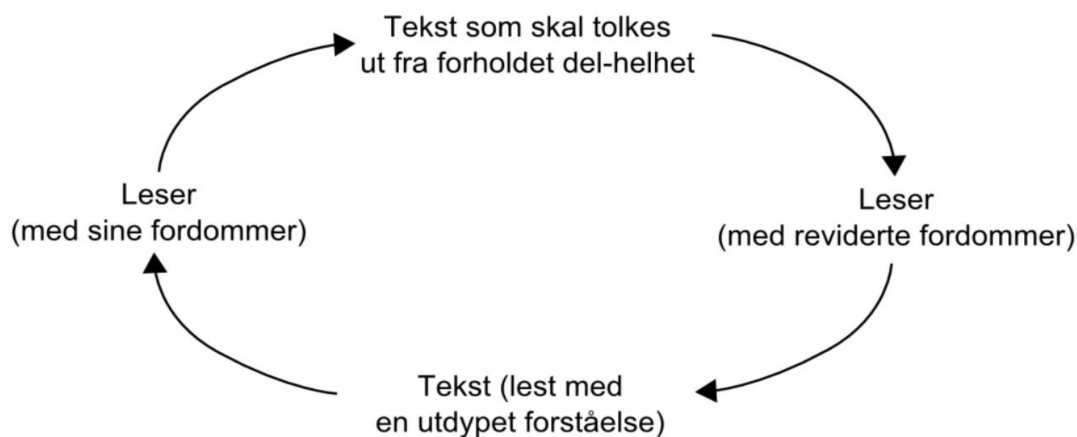 Tekst som skal tolkes
ut fra forholdet del-helhet
Leser
(med sine fordommer)
Leser
(med reviderte fordommer)
Tekst (lest med
en utdypet forståelse)